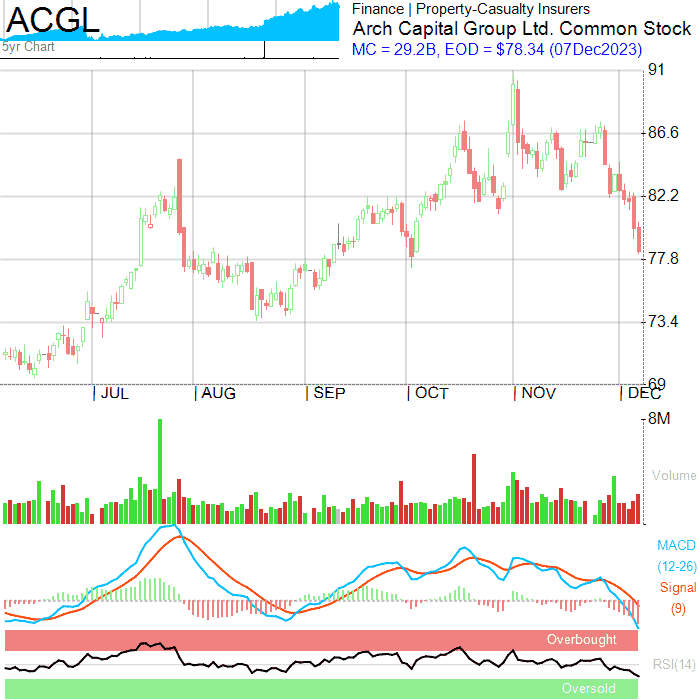 ACGL
5yr Chart
Finance | Property-Casualty Insurers
Arch Capital Group Ltd. Common Stock
MC = 29.2B, EOD = $78.34 (07Dec2023)
91
86.6
82.2
77.8
73.4
69
JUL AUG SEP OCT NOV DEC
8M
Volume
MACD
(12-26)
Signal
(9)
Overbought
RSI(14)
Oversold